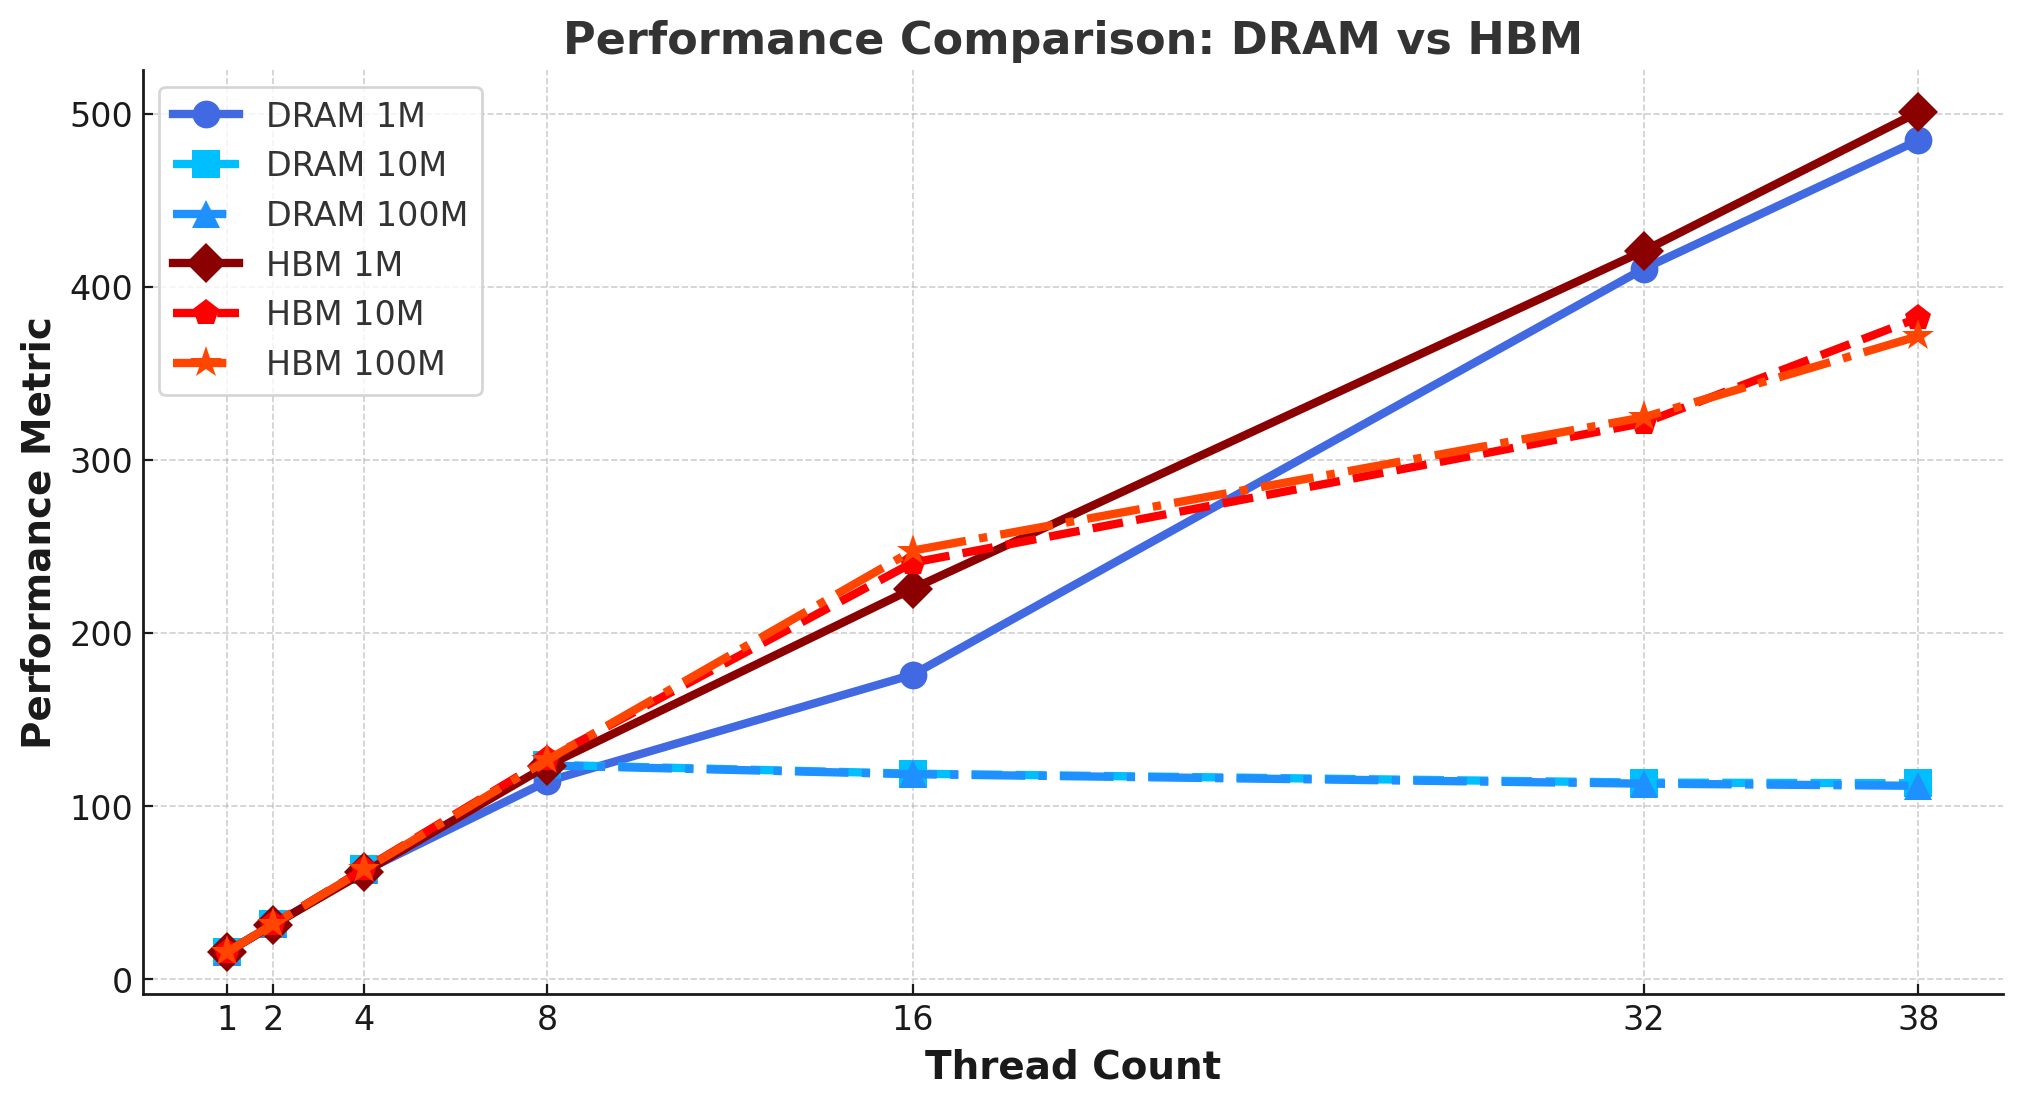 Performance Comparison: DRAM vs HBM
DRAM 1M
DRAM 10M
DRAM 100M
HBM 1M
HBM 10M
HBM 100M
Performance Metric
500
400
300
200
100
0
1 2 4 8 16 32 38
Thread Count